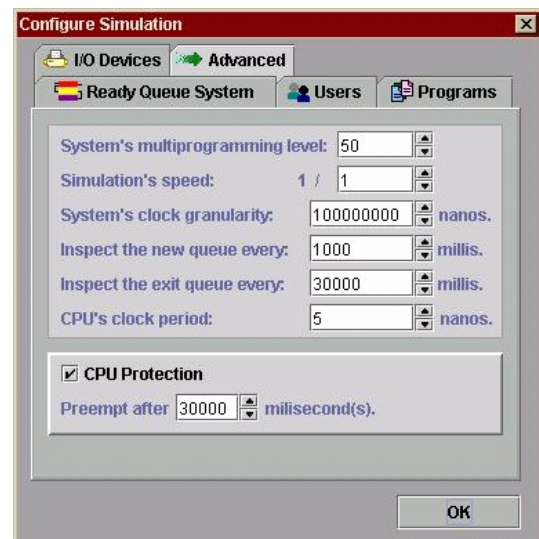 Configure Simulation
I/O Devices
Advanced
Ready Queue System
Users
Programs
System's multiprogramming level: 50
Simulation's speed: 1 / 1
System's clock granularity: 100000000 nanos.
Inspect the new queue every: 1000 millis.
Inspect the exit queue every: 30000 millis.
CPU's clock period: 5 nanos.
CPU Protection
Preempt after 30000 milisecond(s).
OK